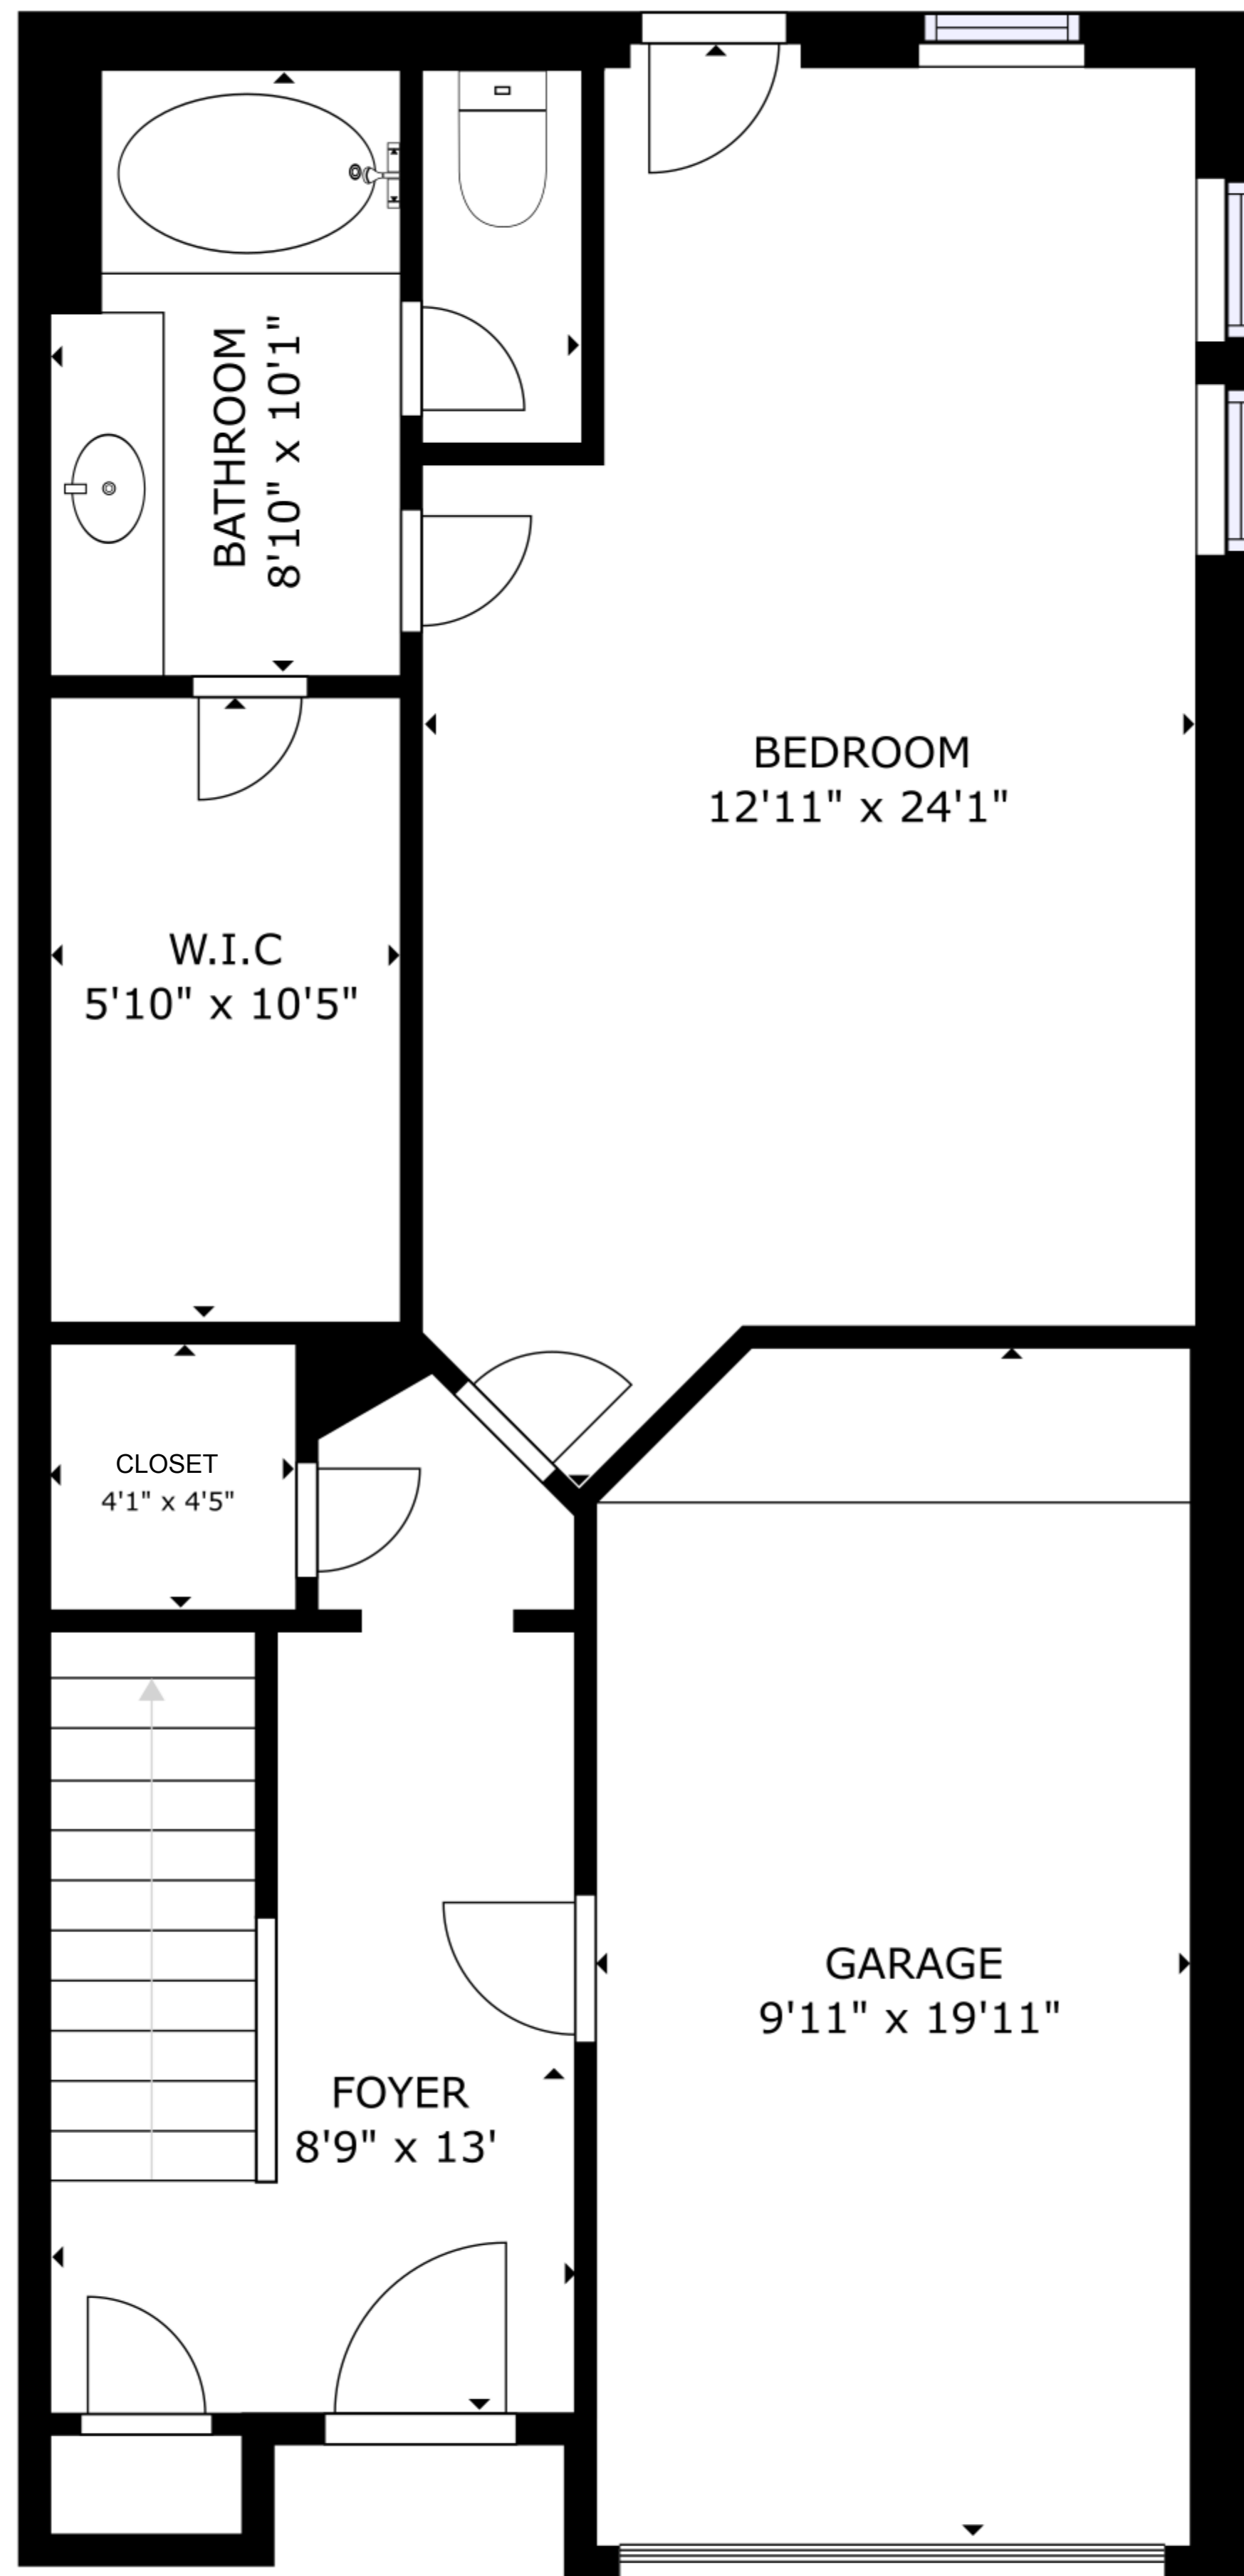 BATHROOM
8'10" x 10'1"
BEDROOM
12'11" x 24'1"
W.I.C
5'10" x 10'5"
CLOSET
4'1" x 4'5"
GARAGE
9'11" x 19'11"
FOYER
8'9" x 13'